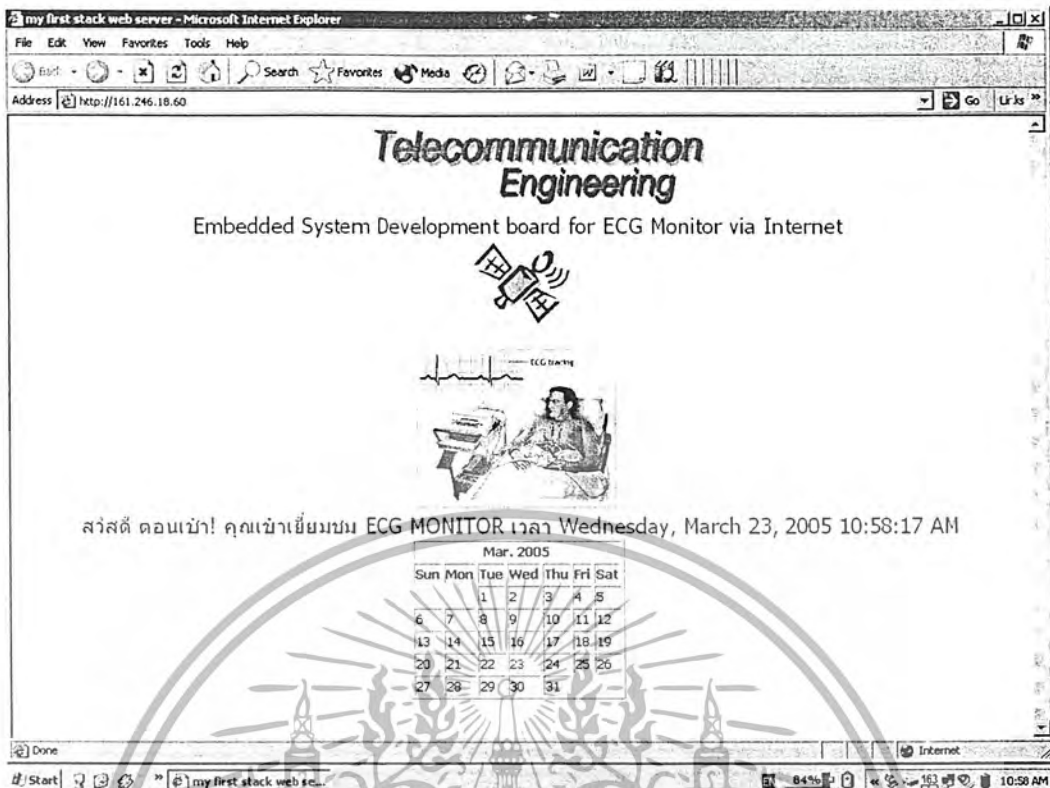 my first stack web server - Microsoft Internet Explorer
File Edit View Favorites Tools Help
Back Search Favorites Media
Address http://161.246.18.60 Go Links »
Telecommunication
Engineering
Embedded System Development board for ECG Monitor via Internet
ECG tracing
สวัสดี ตอนเช้า! คุณเข้าเยี่ยมชม ECG MONITOR เวลา Wednesday, March 23, 2005 10:58:17 AM
Mar. 2005
Sun Mon Tue Wed Thu Fri Sat
1 2 3 4 5
6 7 8 9 10 11 12
13 14 15 16 17 18 19
20 21 22 23 24 25 26
27 28 29 30 31
Done Internet
Start » my first stack web se... 84% « 163 10:58 AM